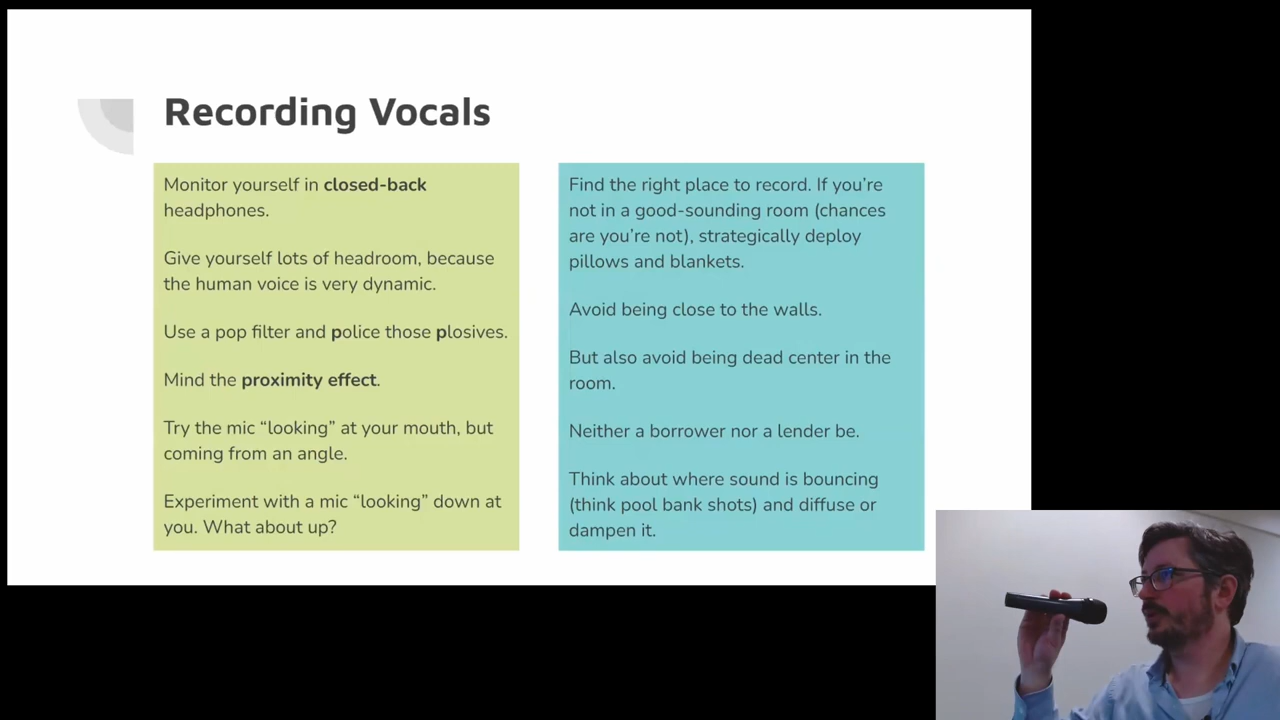 Recording Vocals
Monitor yourself in closed-back
headphones.
Give yourself lots of headroom, because
the human voice is very dynamic.
Use a pop filter and police those plosives.
Mind the proximity effect.
Try the mic “looking” at your mouth, but
coming from an angle.
Experiment with a mic “looking” down at
you. What about up?
Find the right place to record. If you’re
not in a good-sounding room (chances
are you’re not), strategically deploy
pillows and blankets.
Avoid being close to the walls.
But also avoid being dead center in the
room.
Neither a borrower nor a lender be.
Think about where sound is bouncing
(think pool bank shots) and diffuse or
dampen it.